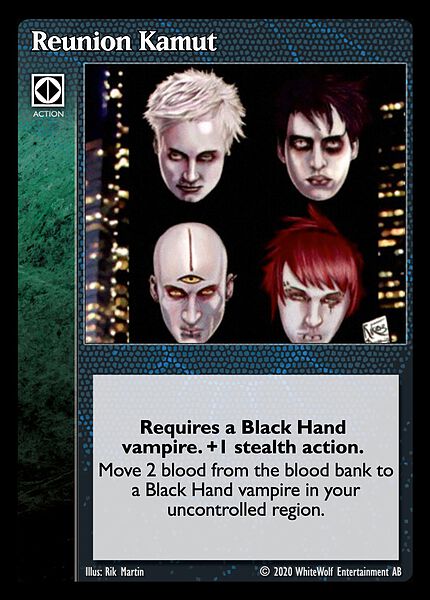 Reunion Kamut
ACTION
Requires a Black Hand
vampire. +1 stealth action.
Move 2 blood from the blood bank to
a Black Hand vampire in your
uncontrolled region.
Illus: Rik Martin
© 2020 WhiteWolf Entertainment AB